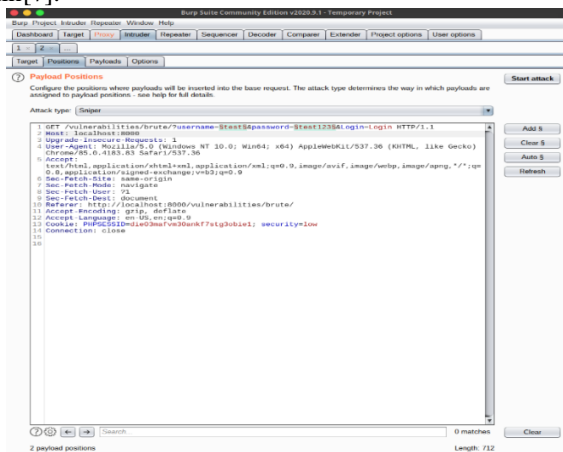 Burp Suite Community Edition v2020.9.1 - Temporary Project
Burp Project Intruder Repeater Window Help
Dashboard Target Proxy Intruder Repeater Sequencer Decoder Comparer Extender Project options User options
1 × 2 × ...
Target Positions Payloads Options
? Payload Positions
Start attack
Configure the positions where payloads will be inserted into the base request. The attack type determines the way in which payloads are
assigned to payload positions - see help for full details.
Attack type: Sniper
Add §
Clear §
Auto §
Refresh
1 GET /vulnerabilities/brute/?username=§test§&password=§test123§&Login=Login HTTP/1.1
2 Host: localhost:8000
3 Upgrade-Insecure-Requests: 1
4 User-Agent: Mozilla/5.0 (Windows NT 10.0; Win64; x64) AppleWebKit/537.36 (KHTML, like Gecko)
Chrome/85.0.4183.83 Safari/537.36
5 Accept:
text/html,application/xhtml+xml,application/xml;q=0.9,image/avif,image/webp,image/apng,*/*;q=
0.8,application/signed-exchange;v=b3;q=0.9
6 Sec-Fetch-Site: same-origin
7 Sec-Fetch-Mode: navigate
8 Sec-Fetch-User: ?1
9 Sec-Fetch-Dest: document
10 Referer: http://localhost:8000/vulnerabilities/brute/
11 Accept-Encoding: gzip, deflate
12 Accept-Language: en-US,en;q=0.9
13 Cookie: security=low
14 Connection: close
15
16
? Search... 0 matches Clear
2 payload positions Length: 712